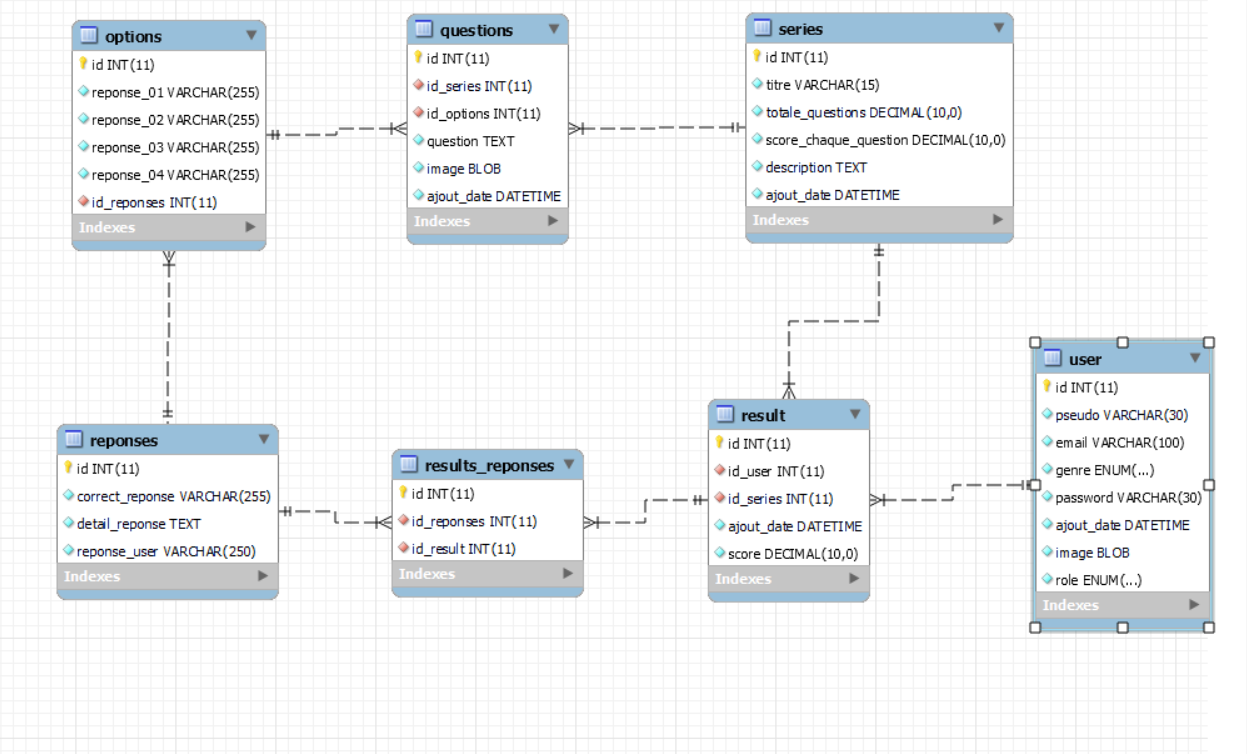 options
id INT(11)
reponse_01 VARCHAR(255)
reponse_02 VARCHAR(255)
reponse_03 VARCHAR(255)
reponse_04 VARCHAR(255)
id_reponses INT(11)
Indexes
questions
id INT(11)
id_series INT(11)
id_options INT(11)
question TEXT
image BLOB
ajout_date DATETIME
Indexes
series
id INT(11)
titre VARCHAR(15)
totale_questions DECIMAL(10,0)
score_chaque_question DECIMAL(10,0)
description TEXT
ajout_date DATETIME
Indexes
reponses
id INT(11)
correct_reponse VARCHAR(255)
detail_reponse TEXT
reponse_user VARCHAR(250)
Indexes
results_reponses
id INT(11)
id_reponses INT(11)
id_result INT(11)
Indexes
result
id INT(11)
id_user INT(11)
id_series INT(11)
ajout_date DATETIME
score DECIMAL(10,0)
Indexes
user
id INT(11)
pseudo VARCHAR(30)
email VARCHAR(100)
genre ENUM(...)
password VARCHAR(30)
ajout_date DATETIME
image BLOB
role ENUM(...)
Indexes